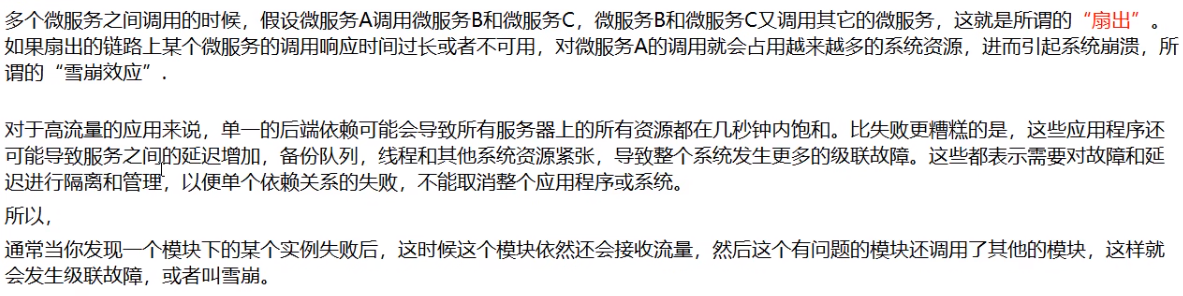 多个微服务之间调用的时候，假设微服务A调用微服务B和微服务C，微服务B和微服务C又调用其它的微服务，这就是所谓的“扇出”。
如果扇出的链路上某个微服务的调用响应时间过长或者不可用，对微服务A的调用就会占用越来越多的系统资源，进而引起系统崩溃，所
谓的“雪崩效应”.
对于高流量的应用来说，单一的后端依赖可能会导致所有服务器上的所有资源都在几秒钟内饱和。比失败更糟糕的是，这些应用程序还
可能导致服务之间的延迟增加，备份队列，线程和其他系统资源紧张，导致整个系统发生更多的级联故障。这些都表示需要对故障和延
迟进行隔离和管理，以便单个依赖关系的失败，不能取消整个应用程序或系统。
所以，
通常当你发现一个模块下的某个实例失败后，这时候这个模块依然还会接收流量，然后这个有问题的模块还调用了其他的模块，这样就
会发生级联故障，或者叫雪崩。